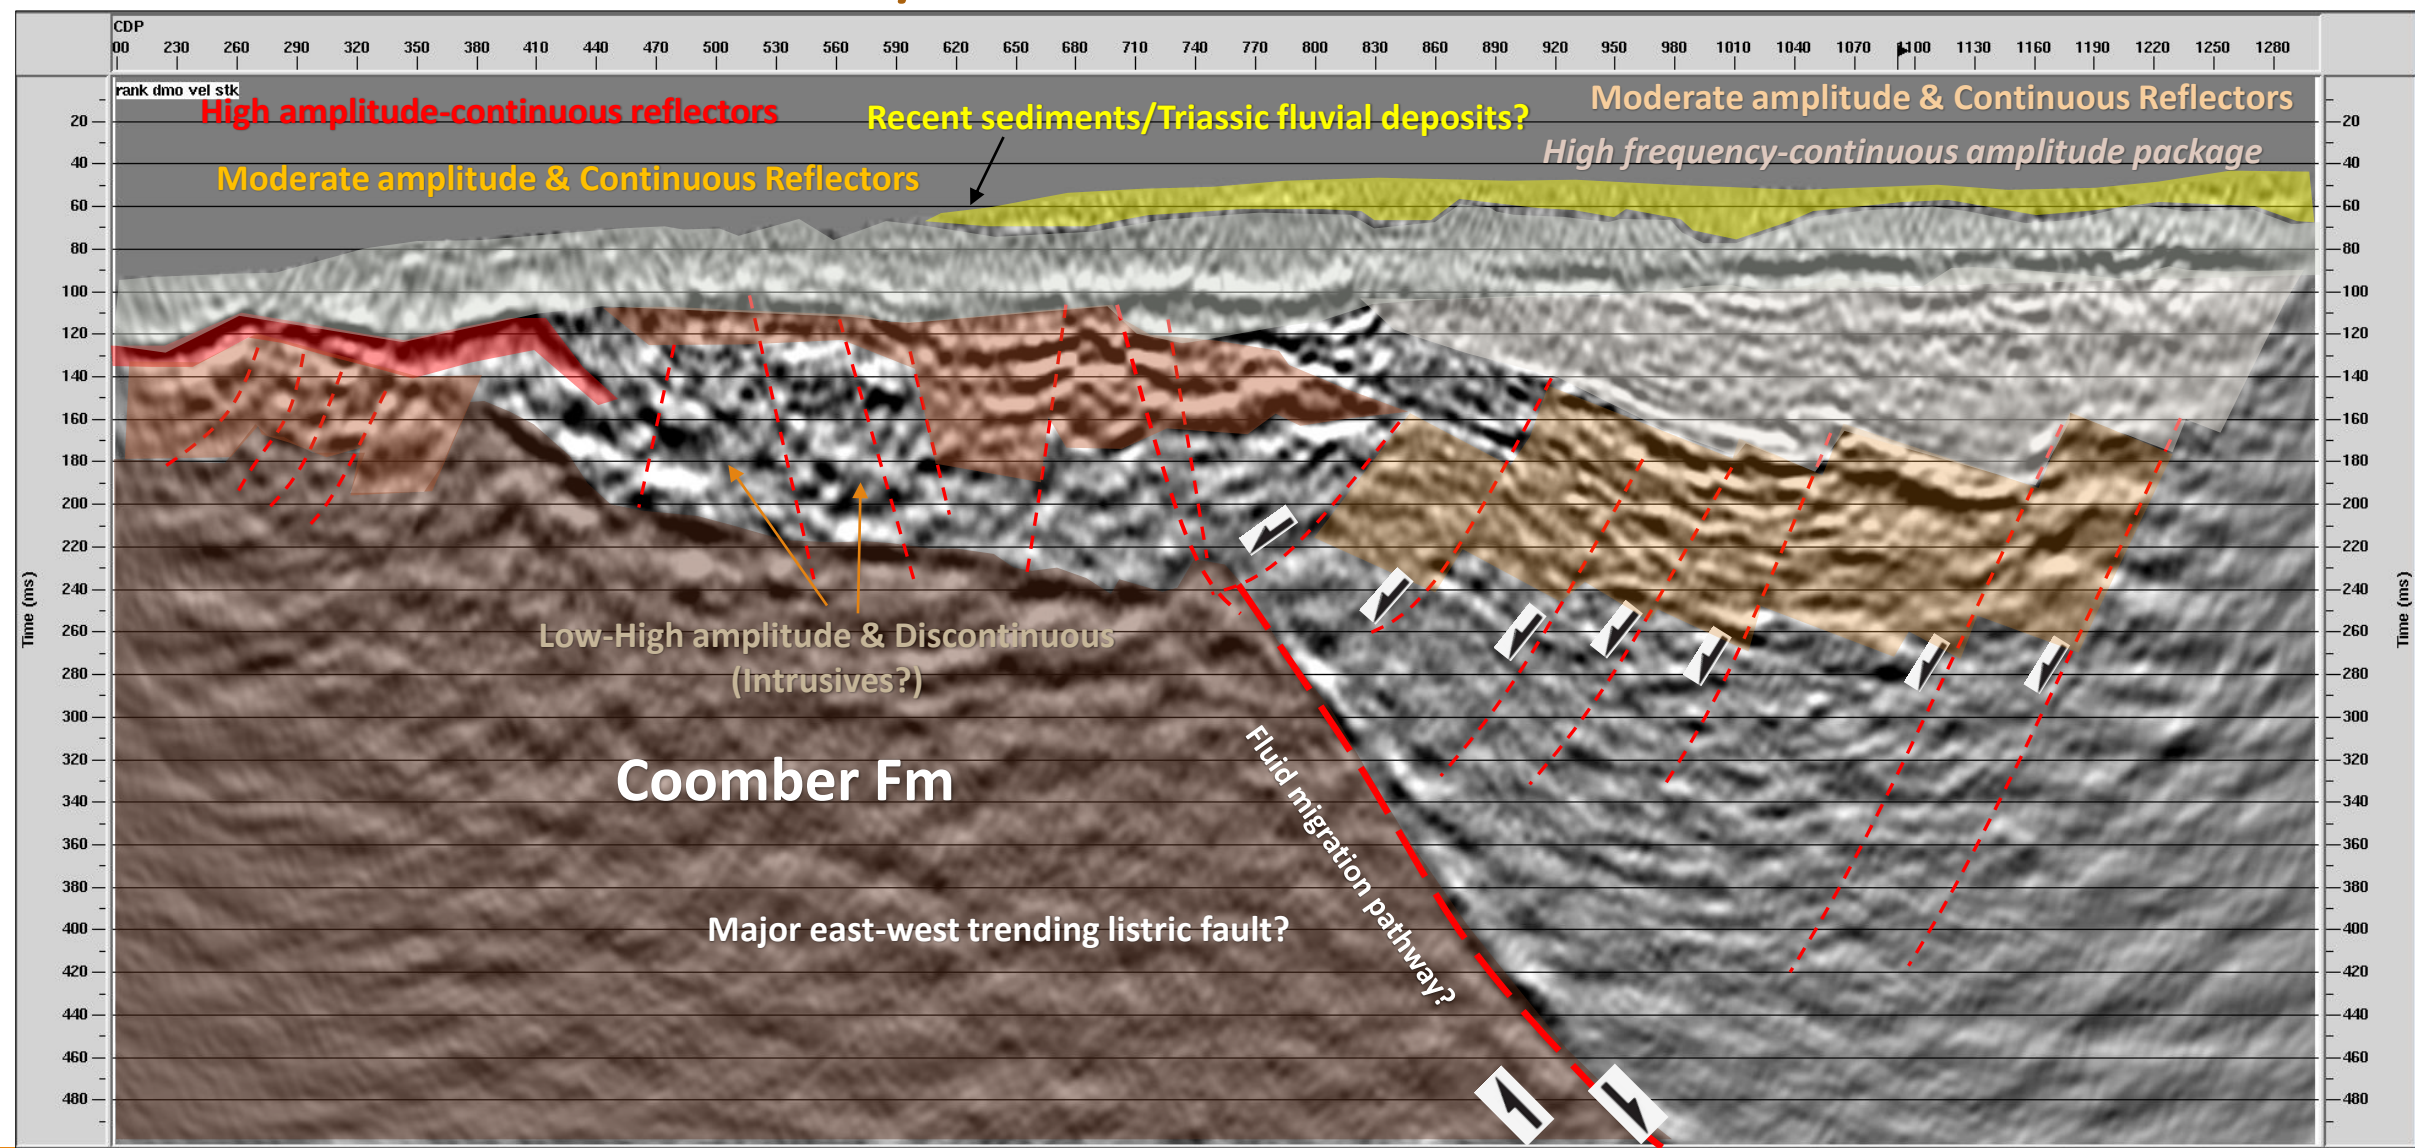 CDP
00 230 260 290 320 350 380 410 440 470 500 530 560 590 620 650 680 710 740 770 800 830 860 890 920 950 980 1010 1040 1070 1100 1130 1160 1190 1220 1250 1280
rank dmo vel stk
High amplitude-continuous reflectors
Recent sediments/Triassic fluvial deposits?
Moderate amplitude & Continuous Reflectors
High frequency-continuous amplitude package
Moderate amplitude & Continuous Reflectors
20 20
40 40
60 60
80 80
100 100
120 120
140 140
160 160
180 180
200 200
220 220
240 240
260 260
280 280
300 300
320 320
340 340
360 360
380 380
400 400
420 420
440 440
460 460
480 480
Time (ms)
Time (ms)
Low-High amplitude & Discontinuous
(Intrusives?)
Coomber Fm
Fluid migration pathway?
Major east-west trending listric fault?